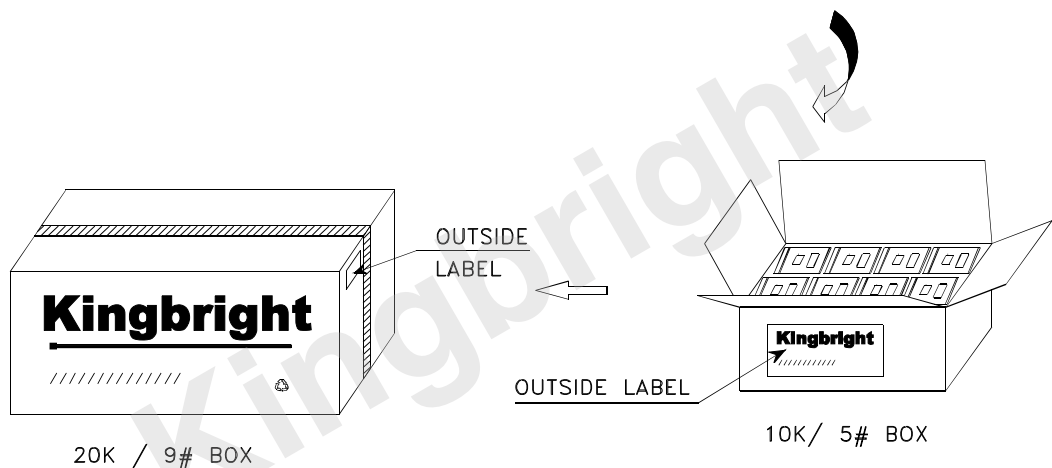 Kingbright
OUTSIDE
LABEL
Kingbright
20K / 9# BOX
Kingbright
OUTSIDE LABEL
10K/ 5# BOX